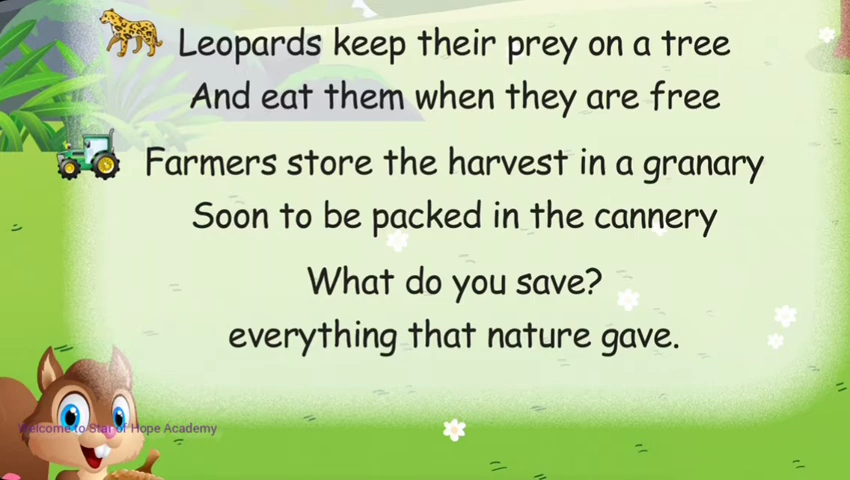 Leopards keep their prey on a tree
And eat them when they are free
Farmers store the harvest in a granary
Soon to be packed in the cannery
What do you save?
everything that nature gave.
Welcome to Star of Hope Academy